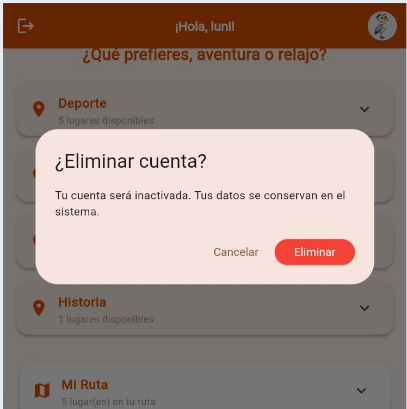 ¡Hola, luni!
¿Qué prefieres, aventura o relajo?
Deporte
5 lugares disponibles
¿Eliminar cuenta?
Tu cuenta será inactivada. Tus datos se conservan en el
sistema.
Cancelar
Eliminar
Historia
1 lugares disponibles
Mi Ruta
5 lugar(es) en tu ruta